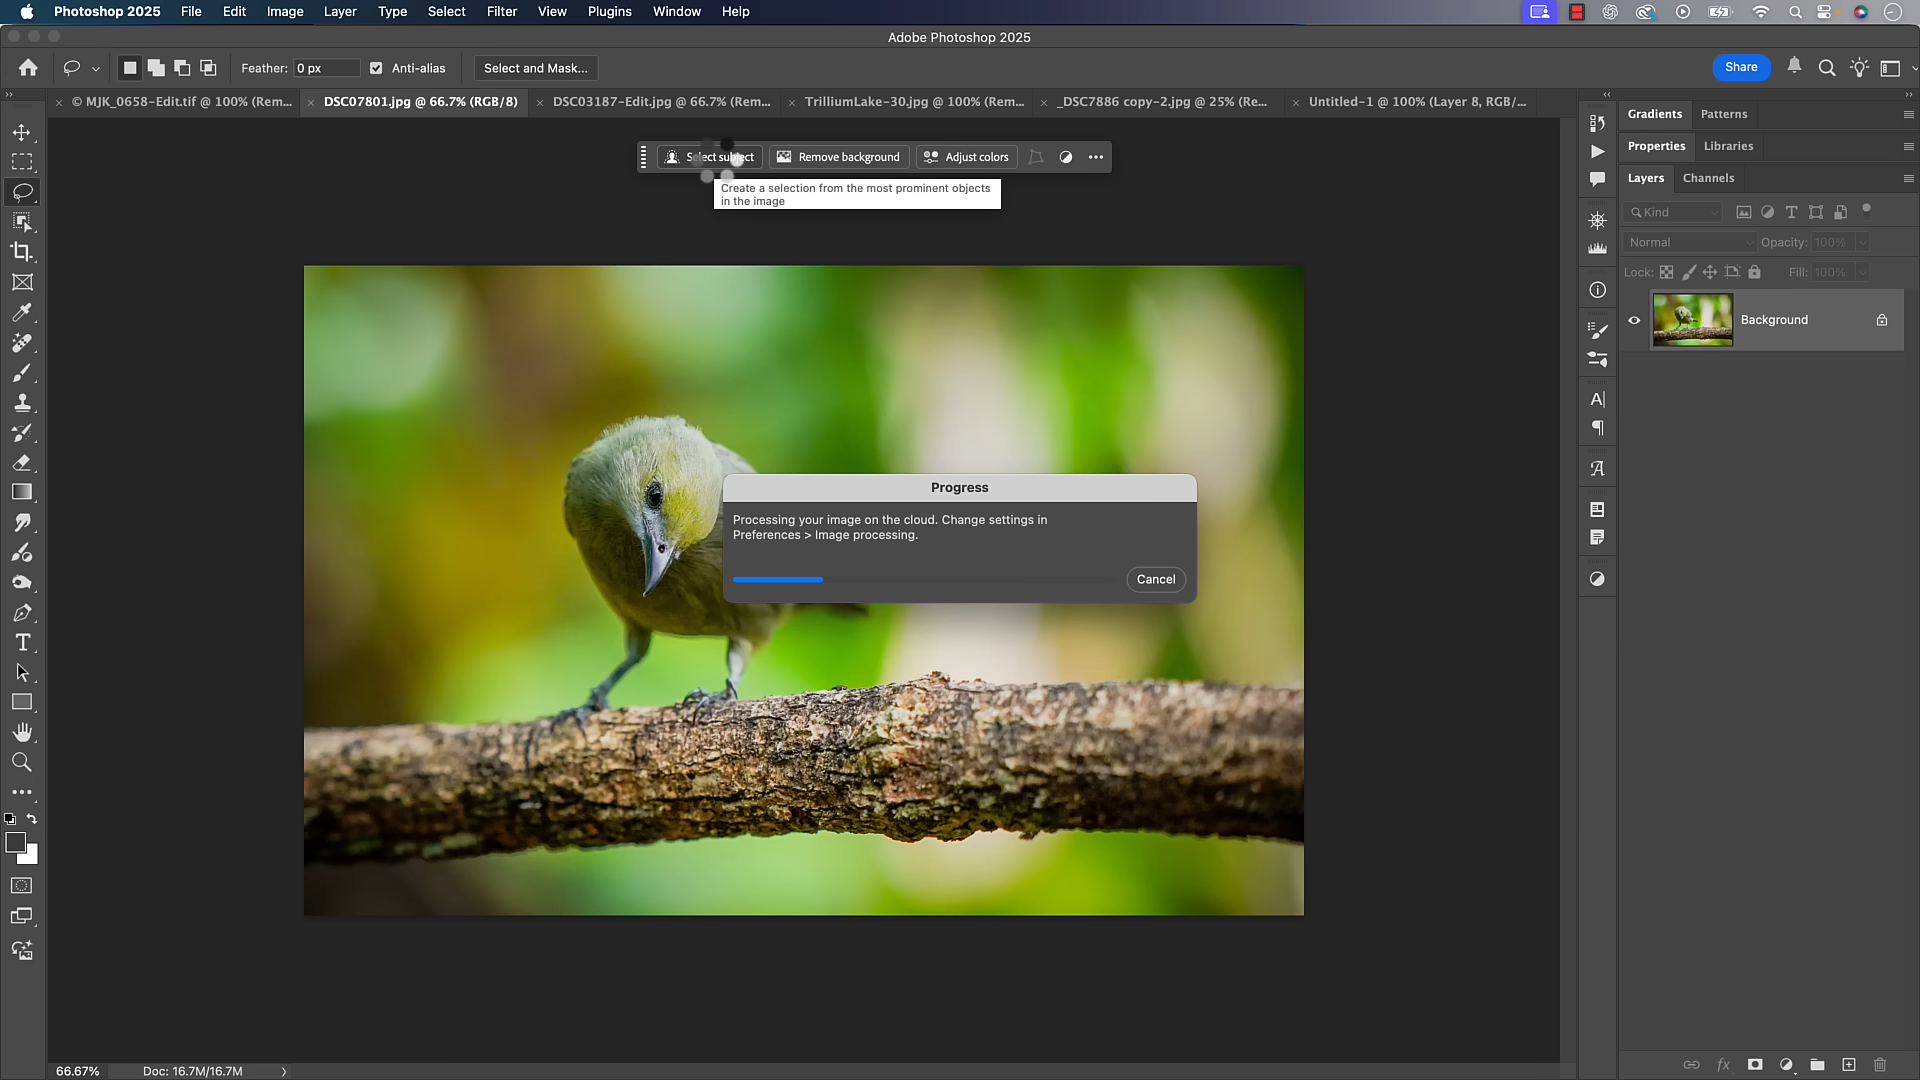 Photoshop 2025 File Edit Image Layer Type Select Filter View Plugins Window Help
Adobe Photoshop 2025
Feather: 0 px Anti-alias Select and Mask... Share
© MJK_0658-Edit.tif @ 100% (Rem... DSC07801.jpg @ 66.7% (RGB/8) DSC03187-Edit.jpg @ 66.7% (Rem... TrilliumLake-30.jpg @ 100% (Rem... _DSC7886 copy-2.jpg @ 25% (Re... Untitled-1 @ 100% (Layer 8, RGB/...
Gradients Patterns
Properties Libraries
Select subject Remove background Adjust colors
Create a selection from the most prominent objects
in the image
Layers Channels
Kind
Normal Opacity: 100%
Lock: Fill: 100%
Background
Progress
Processing your image on the cloud. Change settings in
Preferences > Image processing.
Cancel
66.67% Doc: 16.7M/16.7M